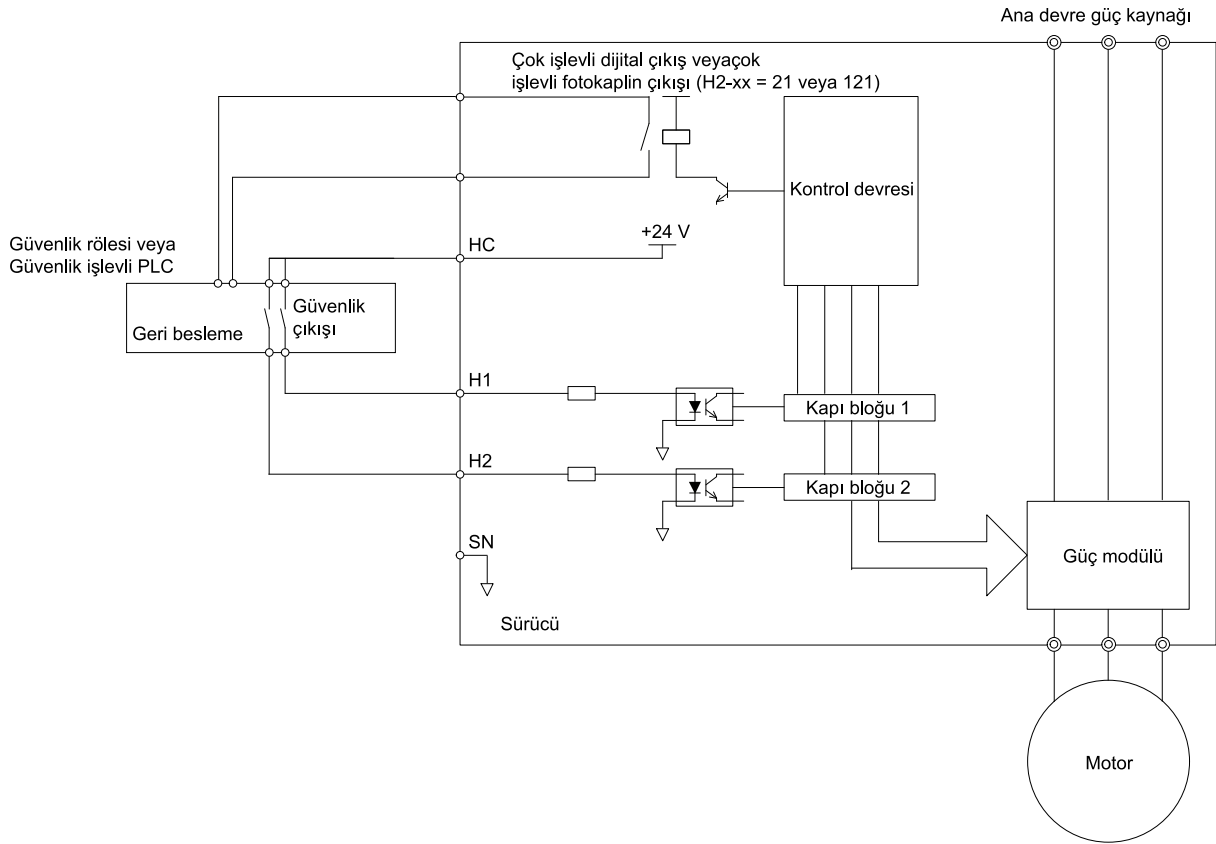 Ana devre güç kaynağı
Çok işlevli dijital çıkış veyaçok
işlevli fotokaplin çıkışı (H2-xx = 21 veya 121)
Kontrol devresi
+24 V
HC
Güvenlik rölesi veya
Güvenlik işlevli PLC
Güvenlik
çıkışı
Geri besleme
H1
Kapı bloğu 1
H2
Kapı bloğu 2
SN
Güç modülü
Sürücü
Motor